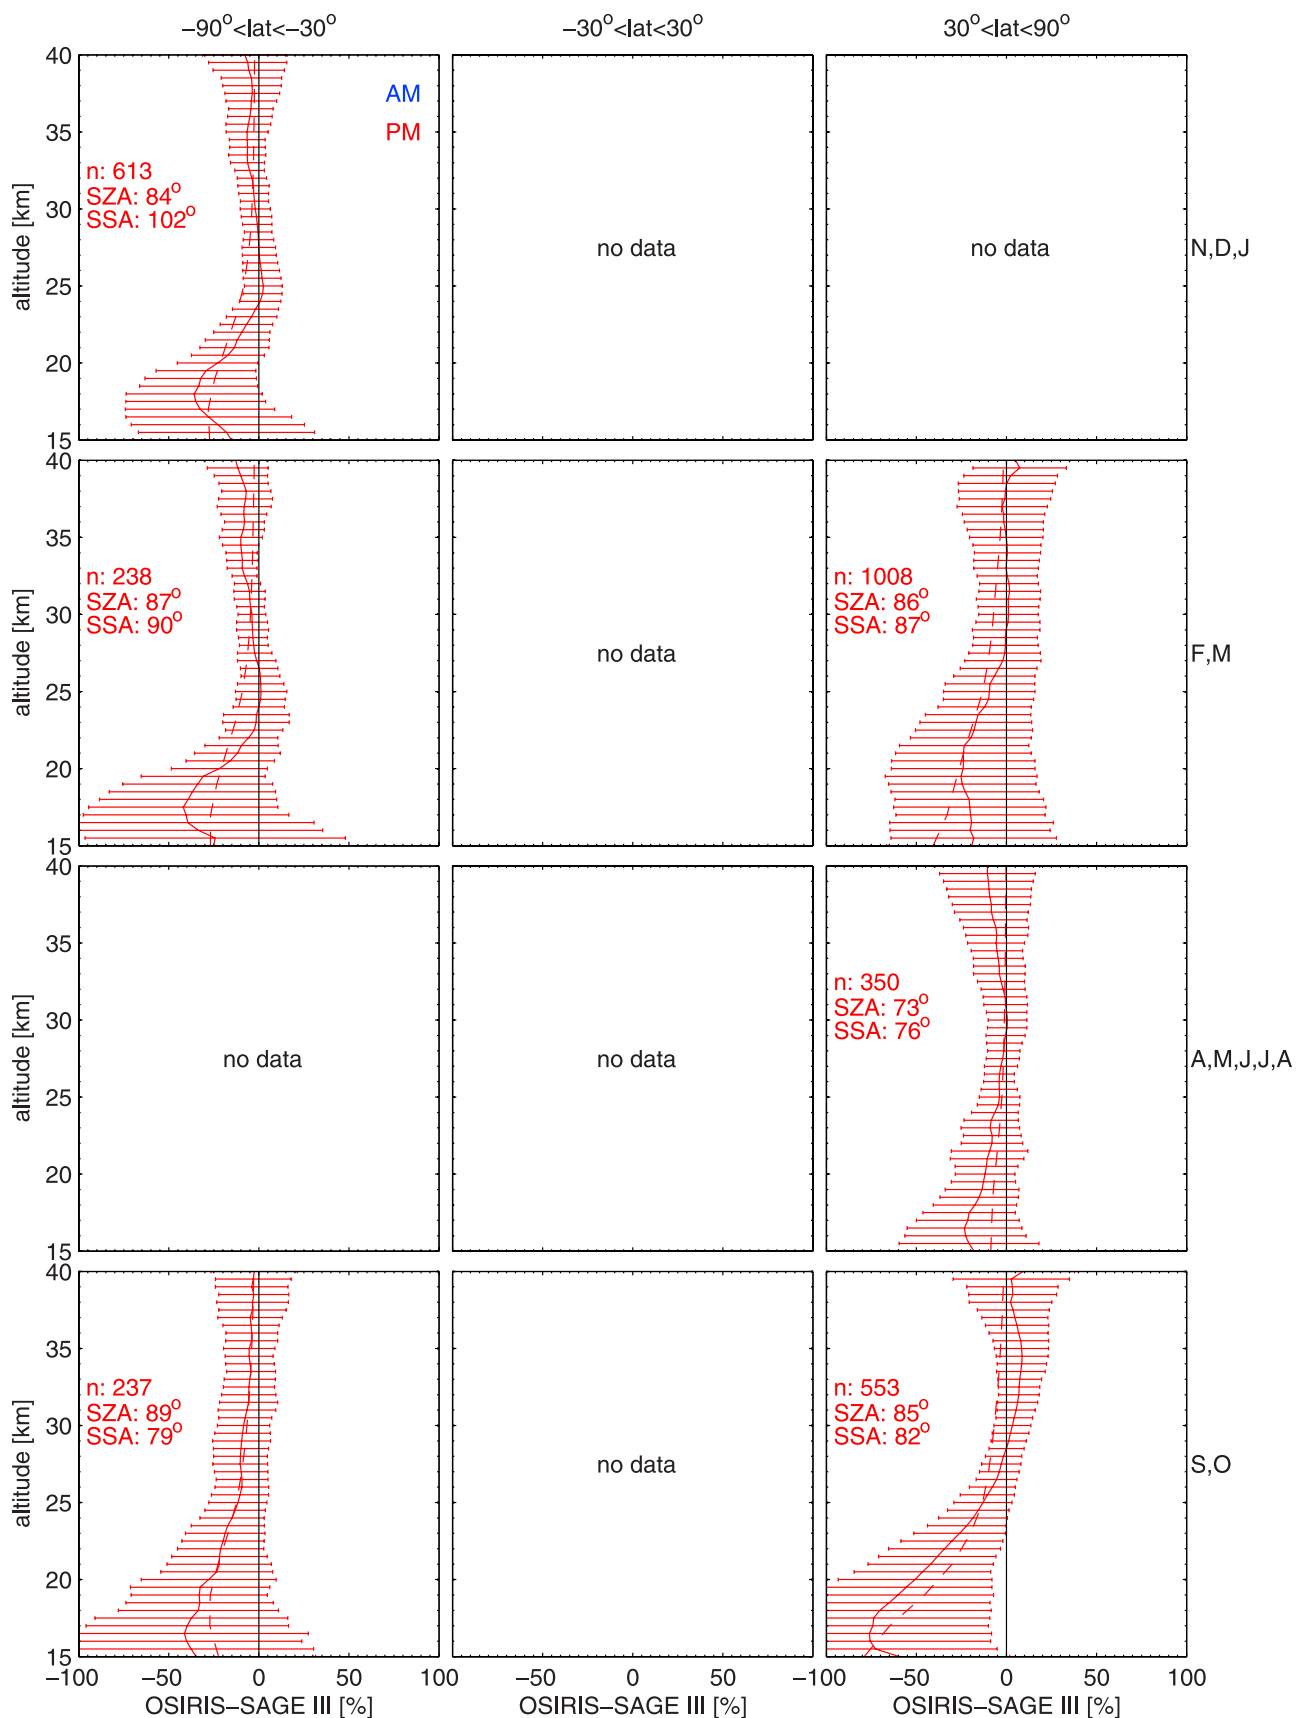 −90°<lat<−30°
−30°<lat<30°
30°<lat<90°
40
35
30
25
20
15
altitude [km]
AM
PM
n: 613
SZA: 84°
SSA: 102°
no data
no data
N,D,J
40
35
30
25
20
15
altitude [km]
n: 238
SZA: 87°
SSA: 90°
no data
n: 1008
SZA: 86°
SSA: 87°
F,M
40
35
30
25
20
15
altitude [km]
no data
no data
n: 350
SZA: 73°
SSA: 76°
A,M,J,J,A
40
35
30
25
20
15
altitude [km]
n: 237
SZA: 89°
SSA: 79°
no data
n: 553
SZA: 85°
SSA: 82°
S,O
−100 −50 0 50 100
−50 0 50
−100 −50 0 50 100
OSIRIS−SAGE III [%]
OSIRIS−SAGE III [%]
OSIRIS−SAGE III [%]